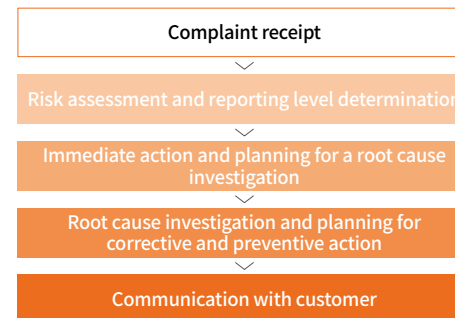 Complaint receipt
Risk assessment and reporting level determination
Immediate action and planning for a root cause
investigation
Root cause investigation and planning for
corrective and preventive action
Communication with customer